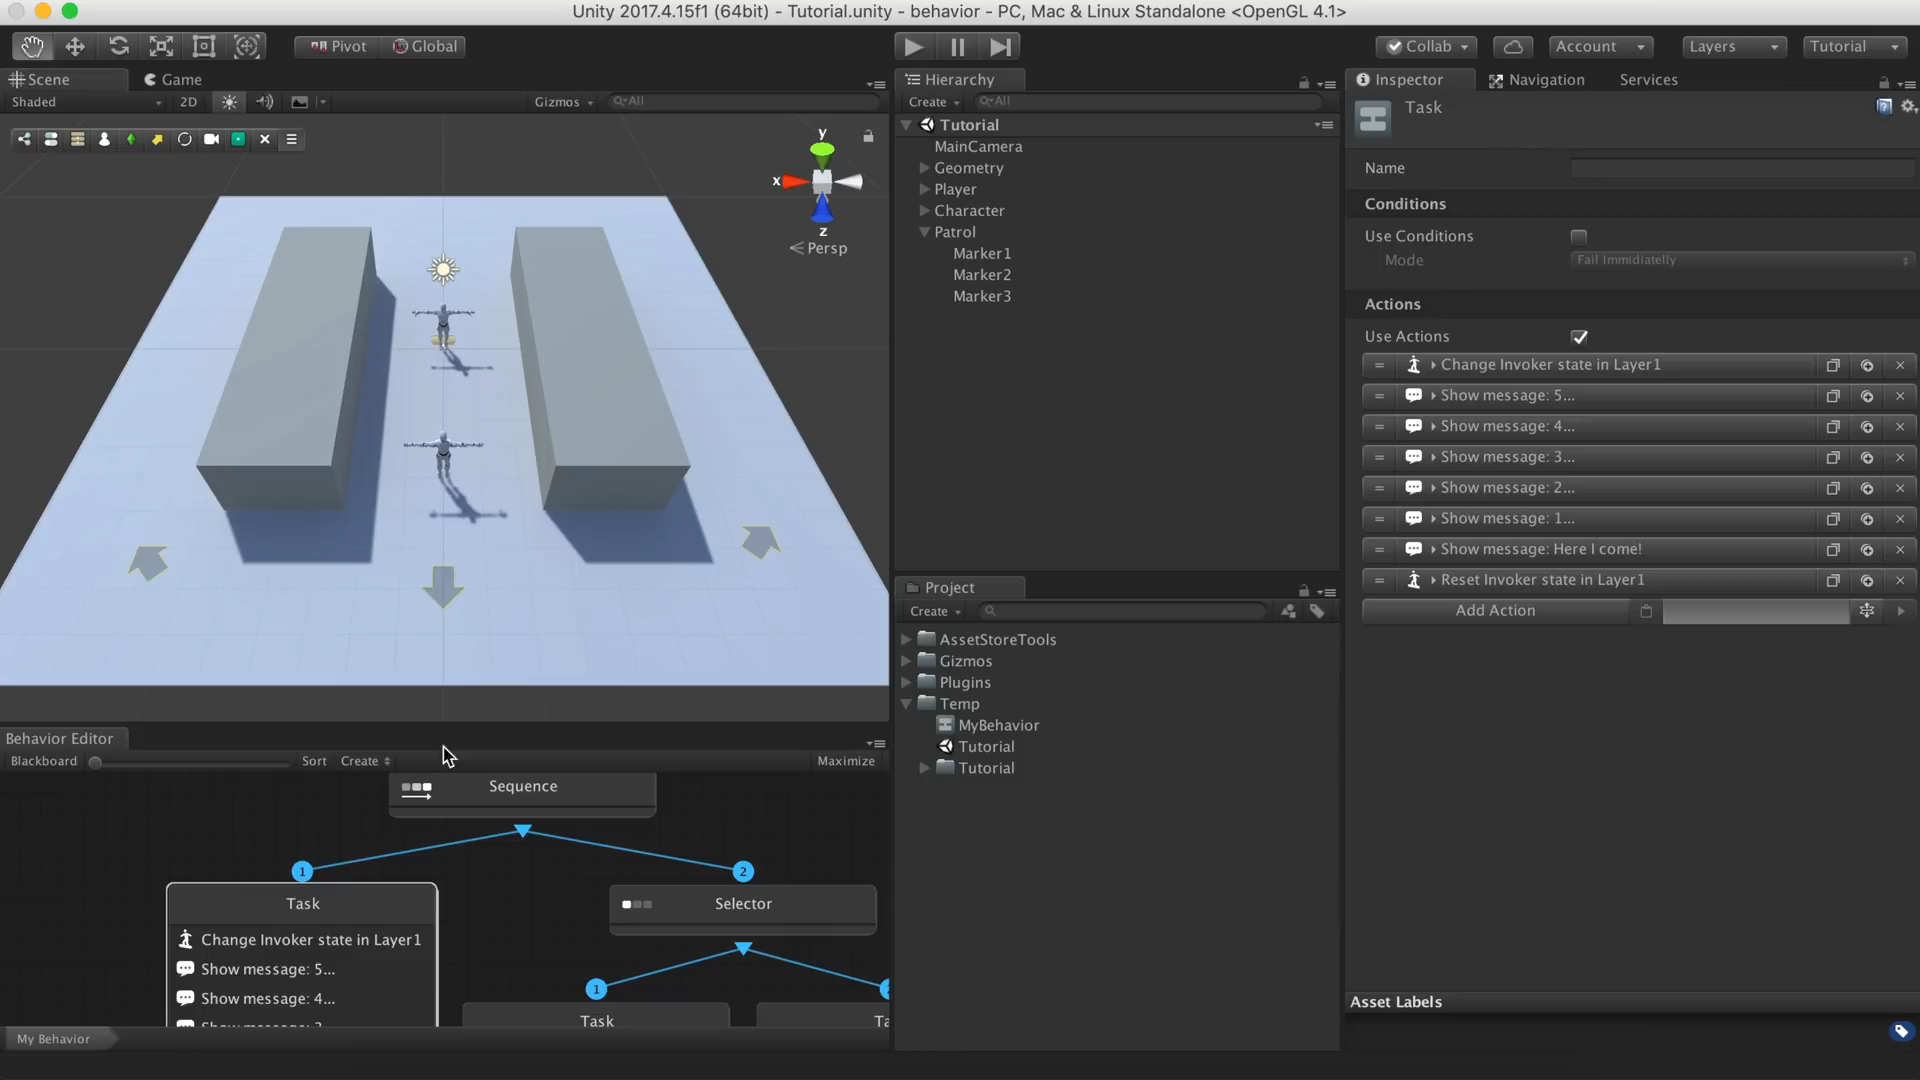 Unity 2017.4.15f1 (64bit) - Tutorial.unity - behavior - PC, Mac & Linux Standalone <OpenGL 4.1>
Pivot Global Collab Account Layers Tutorial
Scene Game
Shaded 2D Gizmos All
y
x
z
Persp
Hierarchy
Create All
Tutorial
MainCamera
Geometry
Player
Character
Patrol
Marker1
Marker2
Marker3
Project
Create
AssetStoreTools
Gizmos
Plugins
Temp
MyBehavior
Tutorial
Tutorial
Inspector Navigation Services
Task
Name
Conditions
Use Conditions
Mode Fail Immediatelly
Actions
Use Actions
Change Invoker state in Layer1
Show message: 5...
Show message: 4...
Show message: 3...
Show message: 2...
Show message: 1...
Show message: Here I come!
Reset Invoker state in Layer1
Add Action
Asset Labels
Behavior Editor
Blackboard Sort Create Maximize
Sequence
1 2
Task Selector
Change Invoker state in Layer1
Show message: 5...
Show message: 4...
1
Task
My Behavior